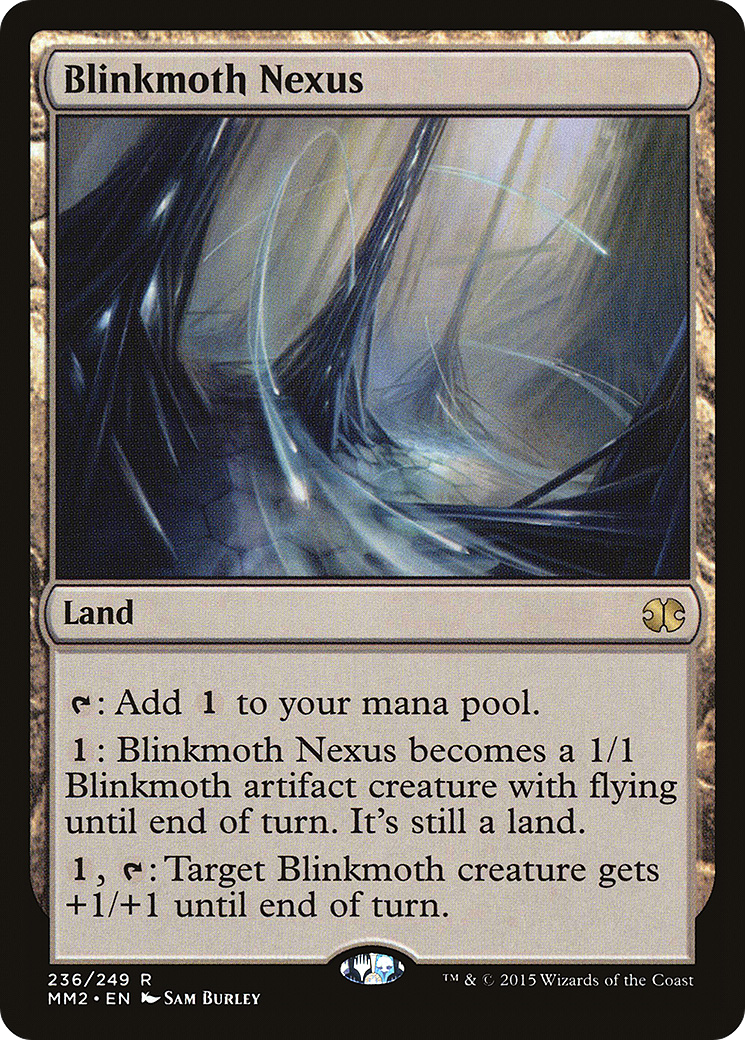 Blinkmoth Nexus
Land
: Add 1 to your mana pool.
1: Blinkmoth Nexus becomes a 1/1
Blinkmoth artifact creature with flying
until end of turn. It's still a land.
1, : Target Blinkmoth creature gets
+1/+1 until end of turn.
236/249 R
MM2 • EN Sam Burley
™ & © 2015 Wizards of the Coast